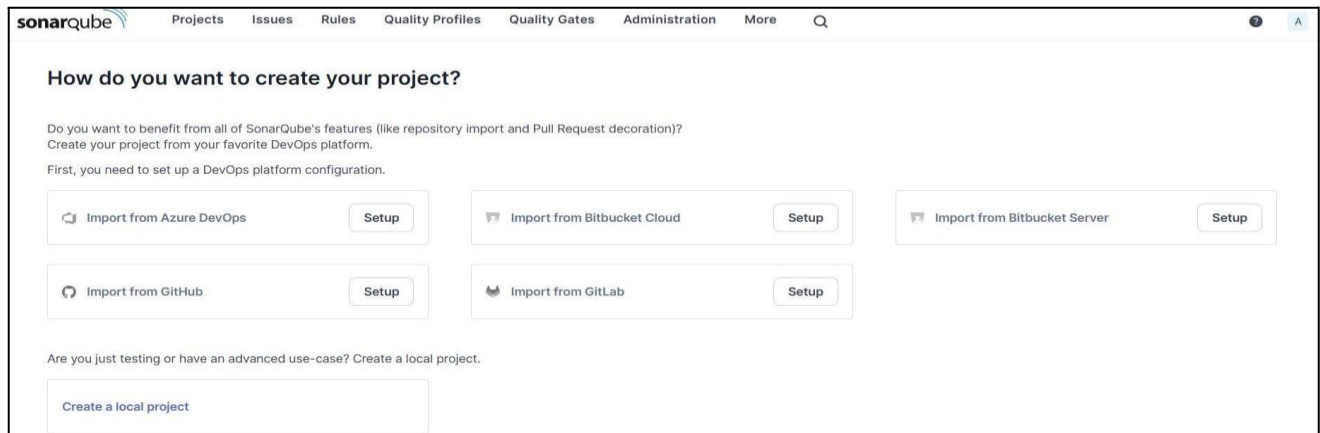 sonarqube Projects Issues Rules Quality Profiles Quality Gates Administration More ? A
How do you want to create your project?
Do you want to benefit from all of SonarQube's features (like repository import and Pull Request decoration)?
Create your project from your favorite DevOps platform.
First, you need to set up a DevOps platform configuration.
Import from Azure DevOps Setup Import from Bitbucket Cloud Setup Import from Bitbucket Server Setup
Import from GitHub Setup Import from GitLab Setup
Are you just testing or have an advanced use-case? Create a local project.
Create a local project